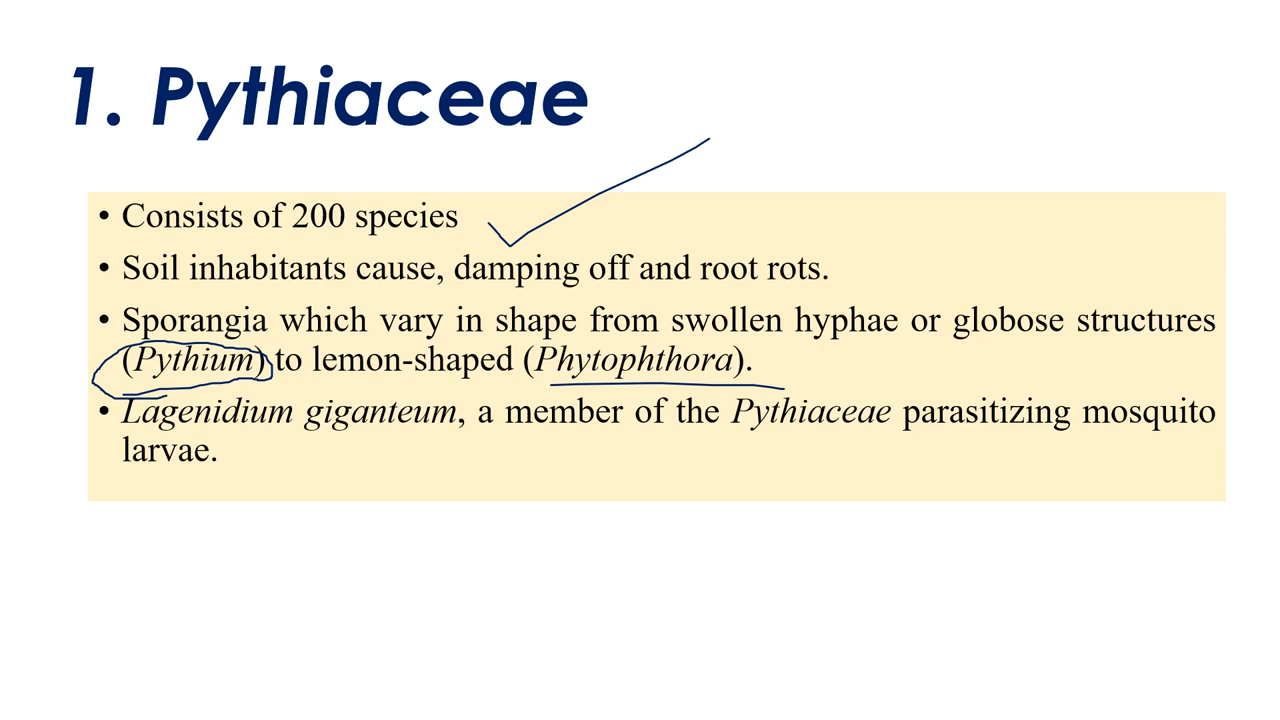 1. Pythiaceae
• Consists of 200 species
• Soil inhabitants cause, damping off and root rots.
• Sporangia which vary in shape from swollen hyphae or globose structures
(Pythium) to lemon-shaped (Phytophthora).
• Lagenidium giganteum, a member of the Pythiaceae parasitizing mosquito
larvae.